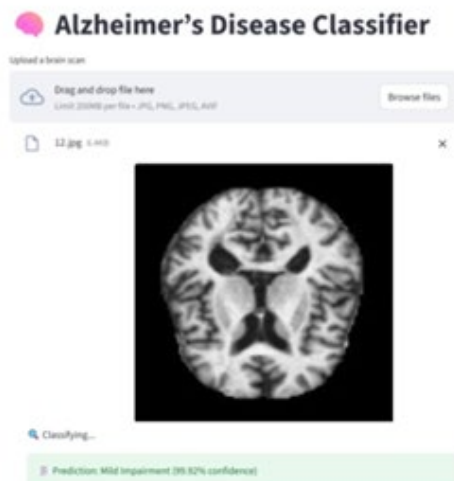 Alzheimer's Disease Classifier
Upload a brain scan
Drag and drop file here
Limit 200MB per file • JPG, PNG, JPEG, AVIF
Browse files
12.jpg
Classifying...
Prediction: Mild Impairment (99.92% confidence)